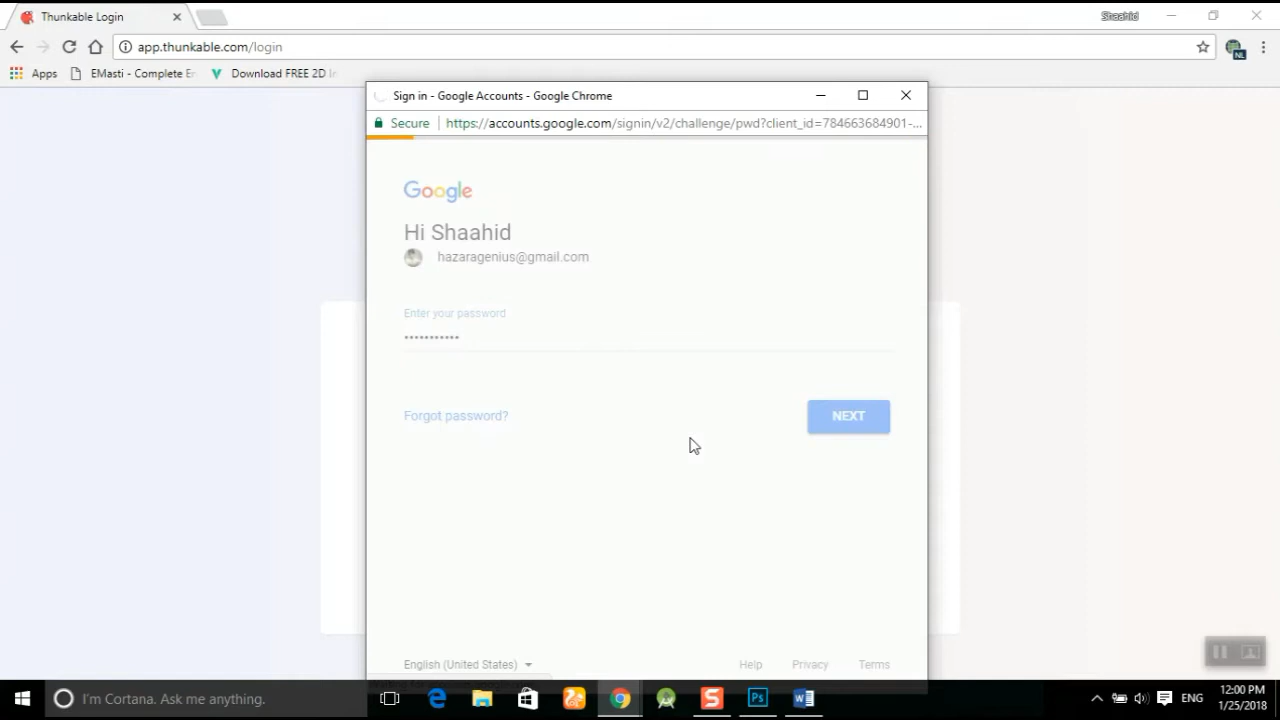 Thunkable Login
Shaahid
app.thunkable.com/login
Apps
EMasti - Complete Er
Download FREE 2D I
NL
Sign in - Google Accounts - Google Chrome
Secure
https://accounts.google.com/signin/v2/challenge/pwd?client_id=784663684901-...
Google
Hi Shaahid
hazaragenius@gmail.com
Enter your password
•••••••••••
Forgot password?
NEXT
English (United States)
Help
Privacy
Terms
I'm Cortana. Ask me anything.
S
Ps
W
ENG
12:00 PM
1/25/2018